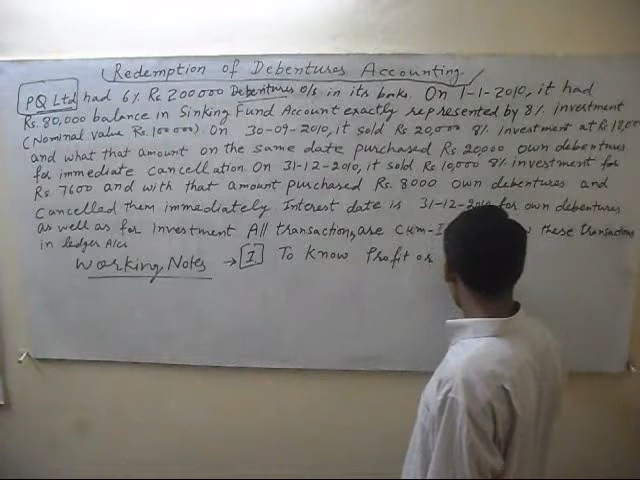 Redemption of Debentures Accounting
PQ Ltd had 6% Rs. 200000 Debentures o/s in its books. On 1-1-2010, it had
Rs. 80,000 balance in Sinking Fund Account exactly represented by 8% investment
(Nominal value Rs. 100000). On 30-09-2010, it sold Rs 20,000 8% investment at Rs
and what that amount on the same date purchased Rs 20000 own debentures
for immediate cancellation. On 31-12-2010, it sold Rs 10,000 8% investment for
Rs 7600 and with that amount purchased Rs. 8000 own debentures and
cancelled them immediately Interest date is 31-12-2010 for own debentures
as well as for investment All transactions are Cum-I these transactions
in ledger A/cs
Working Notes → [I] To Know Profit or